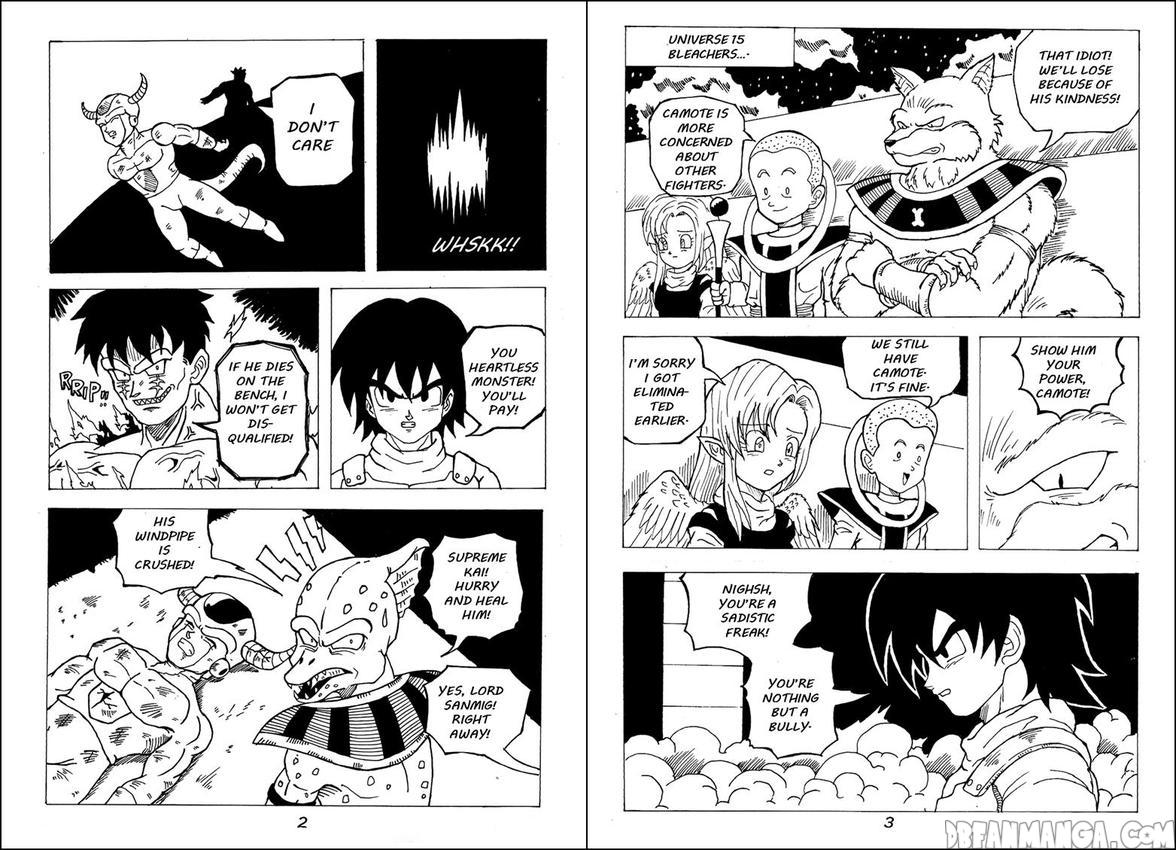 I
DON'T
CARE
WHSKK!!
RRIP!!
IF HE DIES
ON THE
BENCH, I
WON'T GET
DIS-
QUALIFIED!
YOU
HEARTLESS
MONSTER!
YOU'LL
PAY!
HIS
WINDPIPE
IS
CRUSHED!
SUPREME
KAI!
HURRY
AND HEAL
HIM!
YES, LORD
SANMIG!
RIGHT
AWAY!
2
UNIVERSE 15
BLEACHERS...
THAT IDIOT!
WE'LL LOSE
BECAUSE OF
HIS KINDNESS!
CAMOTE IS
MORE
CONCERNED
ABOUT
OTHER
FIGHTERS.
I'M SORRY
I GOT
ELIMINA-
TED
EARLIER.
WE STILL
HAVE
CAMOTE.
IT'S FINE.
SHOW HIM
YOUR
POWER,
CAMOTE!
NIGHSH,
YOU'RE A
SADISTIC
FREAK!
YOU'RE
NOTHING
BUT A
BULLY.
3
DBFANMANGA.COM